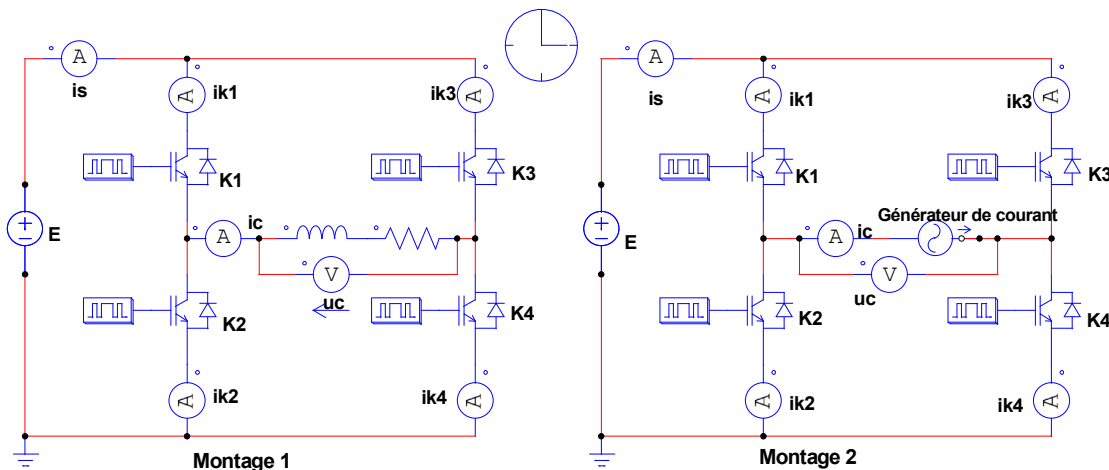 A
is
A
ik1
A
ik3
K1
K3
E
A
ic
V
uc
K2
K4
A
ik2
A
ik4
Montage 1
A
is
A
ik1
A
ik3
K1
K3
E
Générateur de courant
A
ic
V
uc
K2
K4
A
ik2
A
ik4
Montage 2